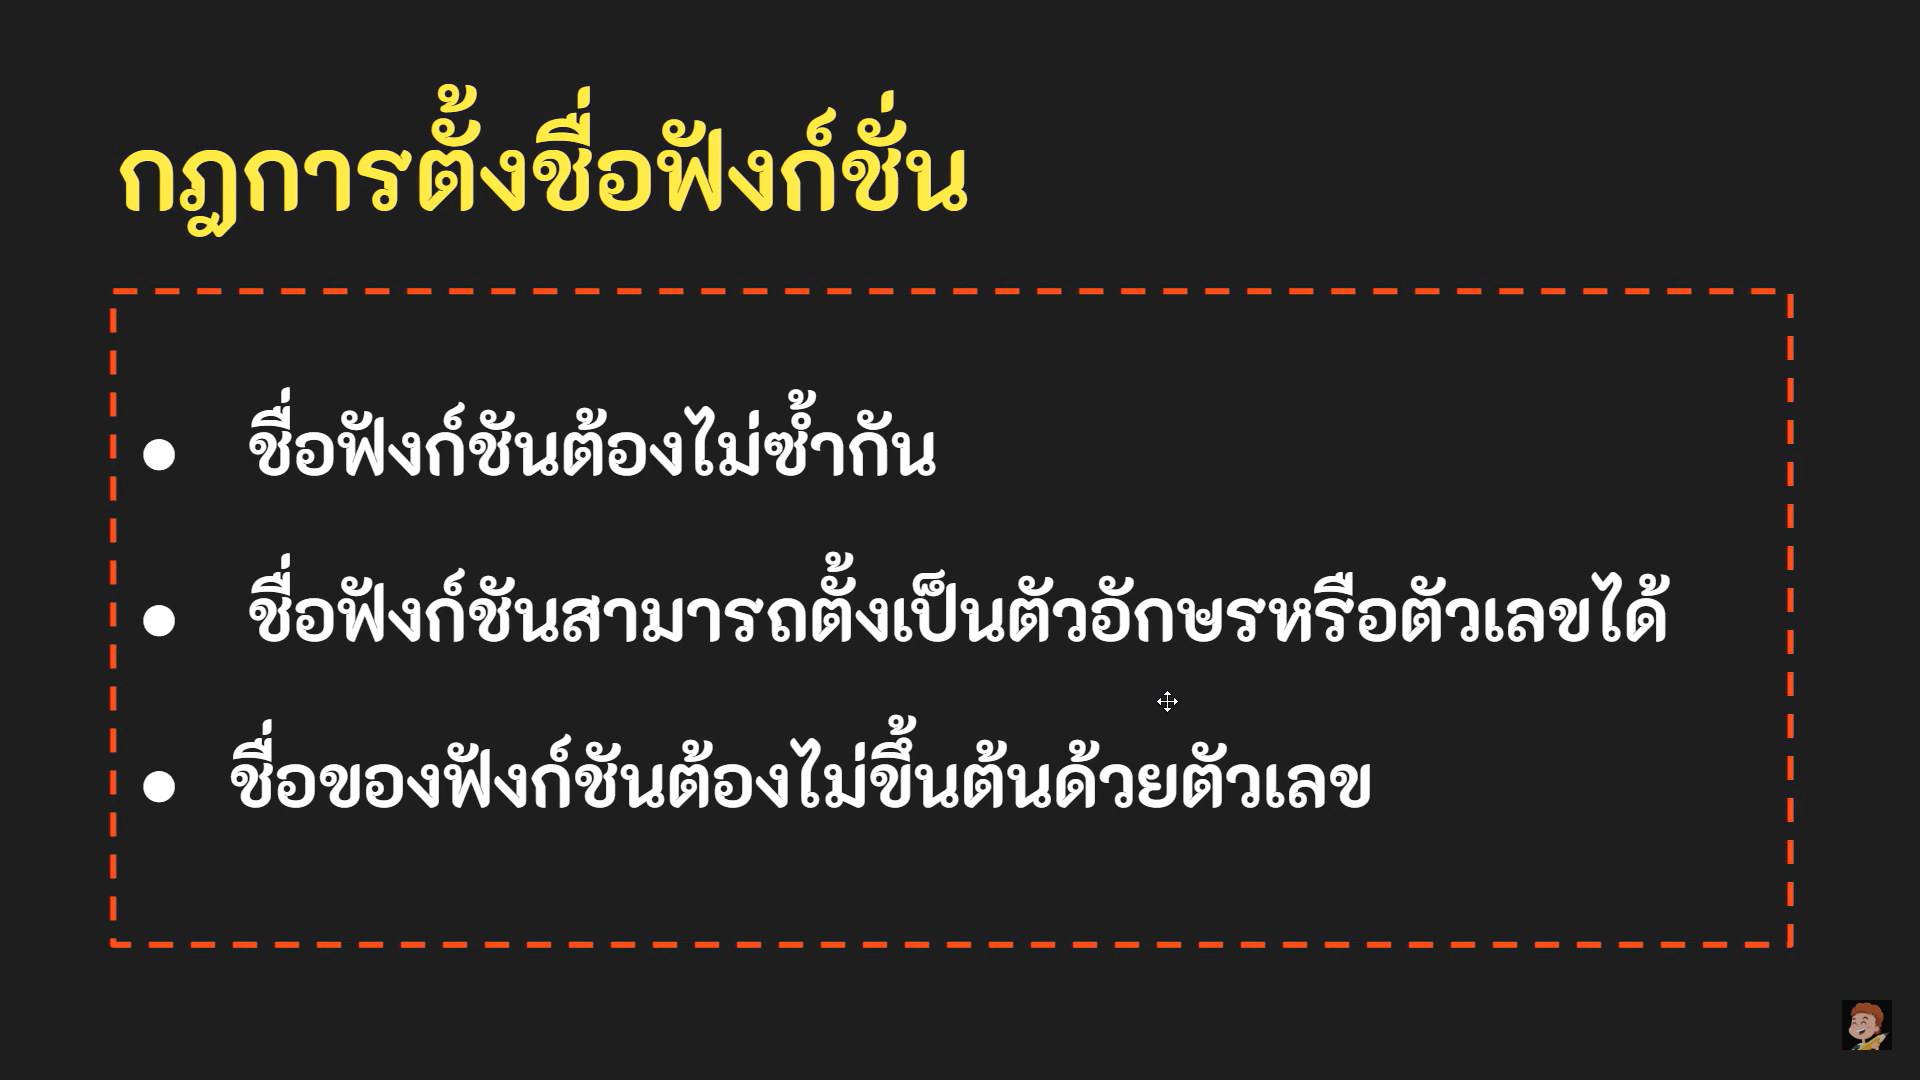 กฎการตั้งชื่อฟังก์ชั่น
● ชื่อฟังก์ชันต้องไม่ซ้ำกัน
● ชื่อฟังก์ชันสามารถตั้งเป็นตัวอักษรหรือตัวเลขได้
● ชื่อของฟังก์ชันต้องไม่ขึ้นต้นด้วยตัวเลข